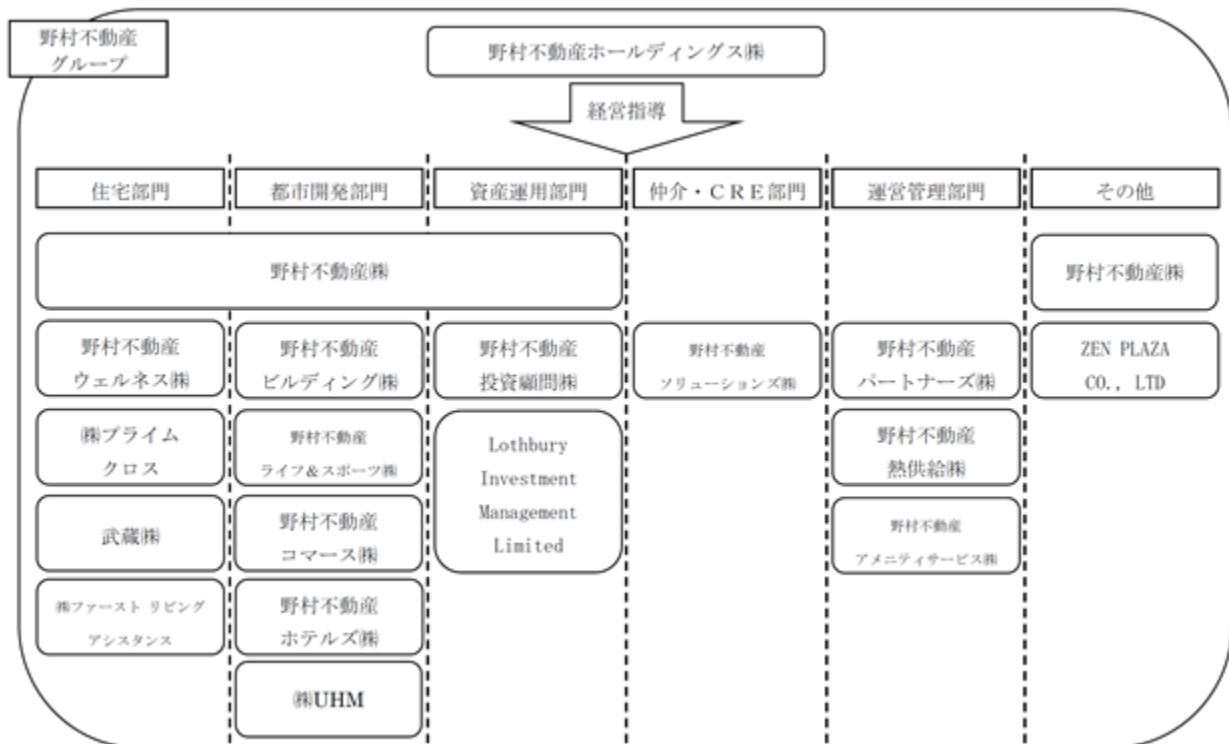 野村不動産
グループ
野村不動産ホールディングス㈱
経営指導
住宅部門
都市開発部門
資産運用部門
仲介・ＣＲＥ部門
運営管理部門
その他
野村不動産㈱
野村不動産㈱
野村不動産
ウェルネス㈱
野村不動産
ビルディング㈱
野村不動産
投資顧問㈱
野村不動産
ソリューションズ㈱
野村不動産
パートナーズ㈱
ZEN PLAZA
CO., LTD
㈱プライム
クロス
野村不動産
ライフ＆スポーツ㈱
Lothbury
Investment
Management
Limited
野村不動産
熱供給㈱
武蔵㈱
野村不動産
コマース㈱
野村不動産
アメニティサービス㈱
㈱ファースト リビング
アシスタンス
野村不動産
ホテルズ㈱
㈱UHM